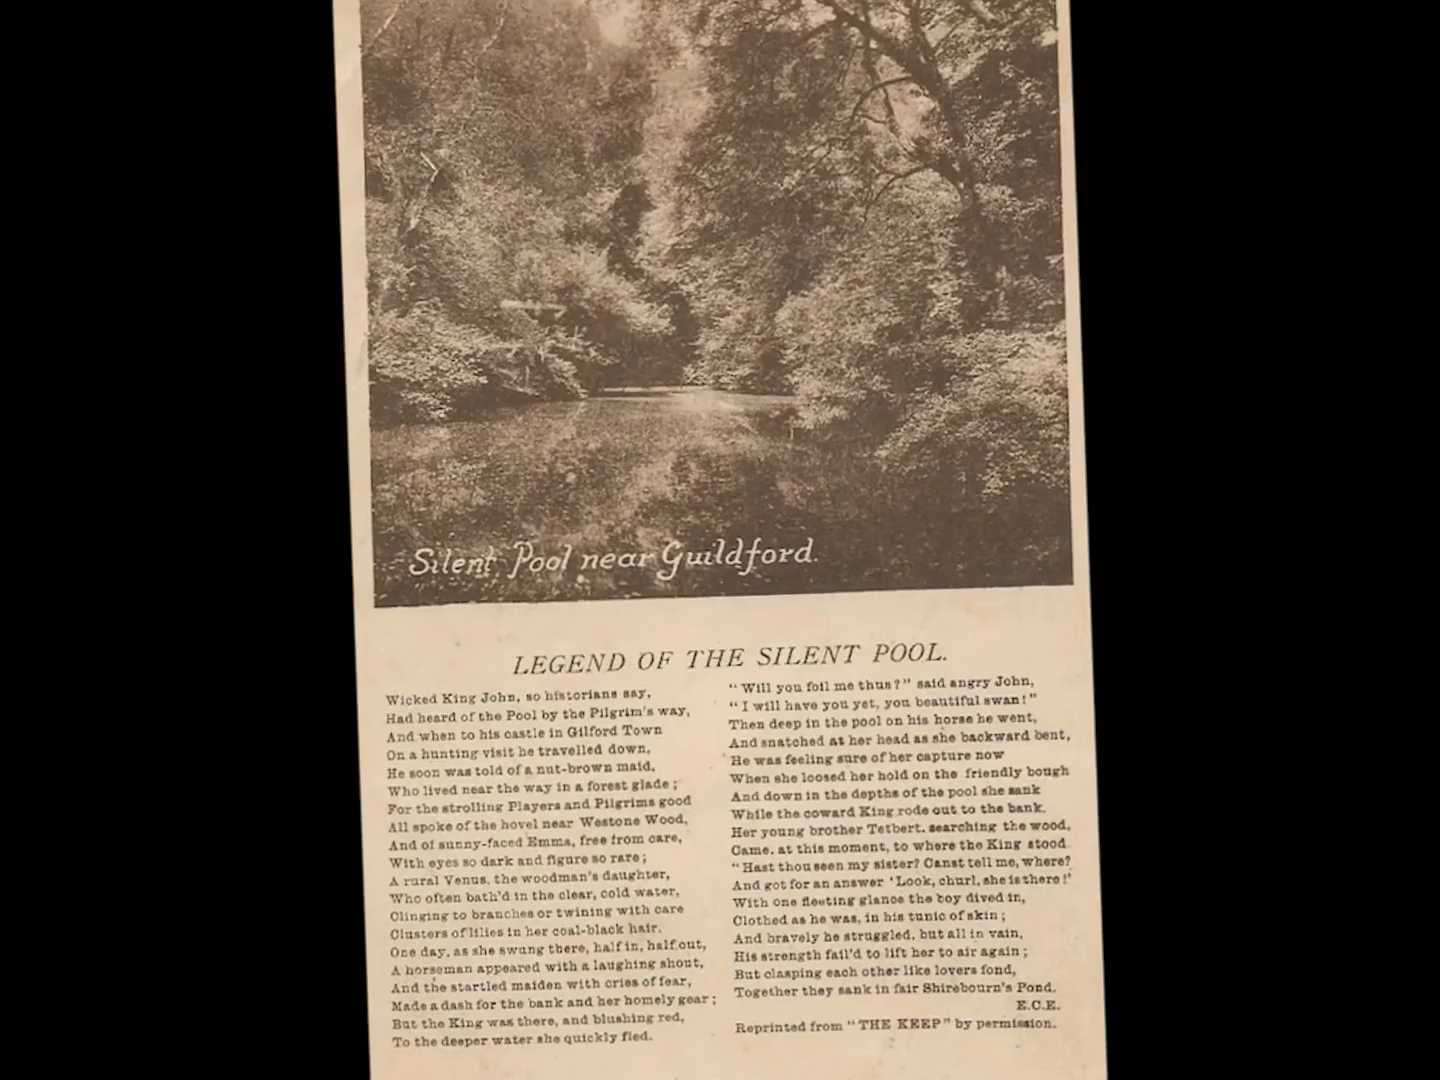 Silent Pool near Guildford.
LEGEND OF THE SILENT POOL.
Wicked King John, so historians say,
Had heard of the Pool by the Pilgrim's way,
And when to his castle in Gilford Town
On a hunting visit he travelled down,
He soon was told of a nut-brown maid,
Who lived near the way in a forest glade;
For the strolling Players and Pilgrims good
All spoke of the hovel near Westone Wood,
And of sunny-faced Emma, free from care,
With eyes so dark and figure so rare;
A rural Venus, the woodman's daughter,
Who often bath'd in the clear, cold water,
Clinging to branches or twining with care
Clusters of lilies in her coal-black hair.
One day, as she swung there, half in, half out,
A horseman appeared with a laughing shout,
And the startled maiden with cries of fear,
Made a dash for the bank and her homely gear;
But the King was there, and blushing red,
To the deeper water she quickly fled.
"Will you foil me thus?" said angry John,
"I will have you yet, you beautiful swan!"
Then deep in the pool on his horse he went,
And snatched at her head as she backward bent,
He was feeling sure of her capture now
When she loosed her hold on the friendly bough
And down in the depths of the pool she sank
While the coward King rode out to the bank.
Her young brother Tetbert, searching the wood,
Came, at this moment, to where the King stood
"Hast thou seen my sister? Canst tell me, where?
And got for an answer 'Look, churl, she is there!'
With one fleeting glance the boy dived in,
Clothed as he was, in his tunic of skin;
And bravely he struggled, but all in vain,
His strength fail'd to lift her to air again;
But clasping each other like lovers fond,
Together they sank in fair Shirebourn's Pond.
E.C.E.
Reprinted from "THE KEEP" by permission.